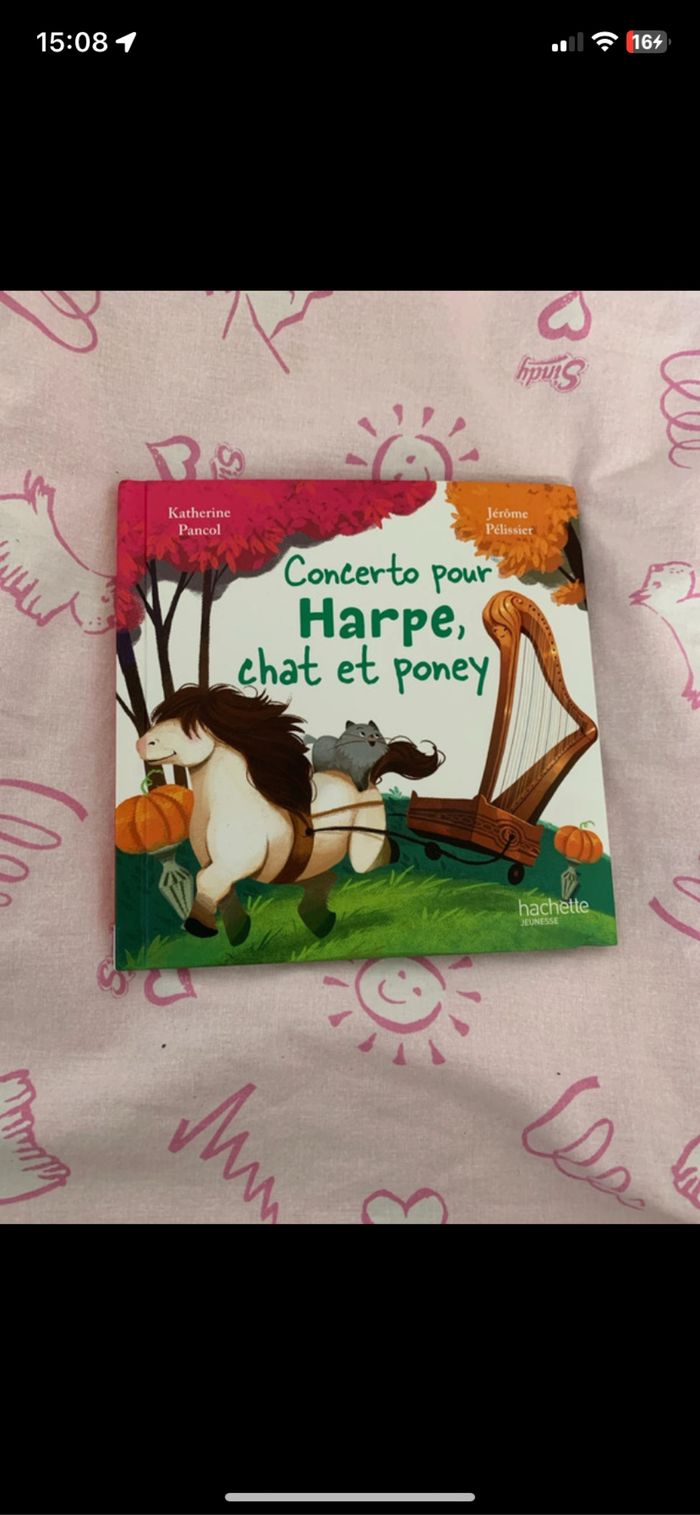 15:08
16
Sindy
Katherine
Pancol
Jérôme
Pélissier
Concerto pour
Harpe,
chat et poney
hachette
JEUNESSE